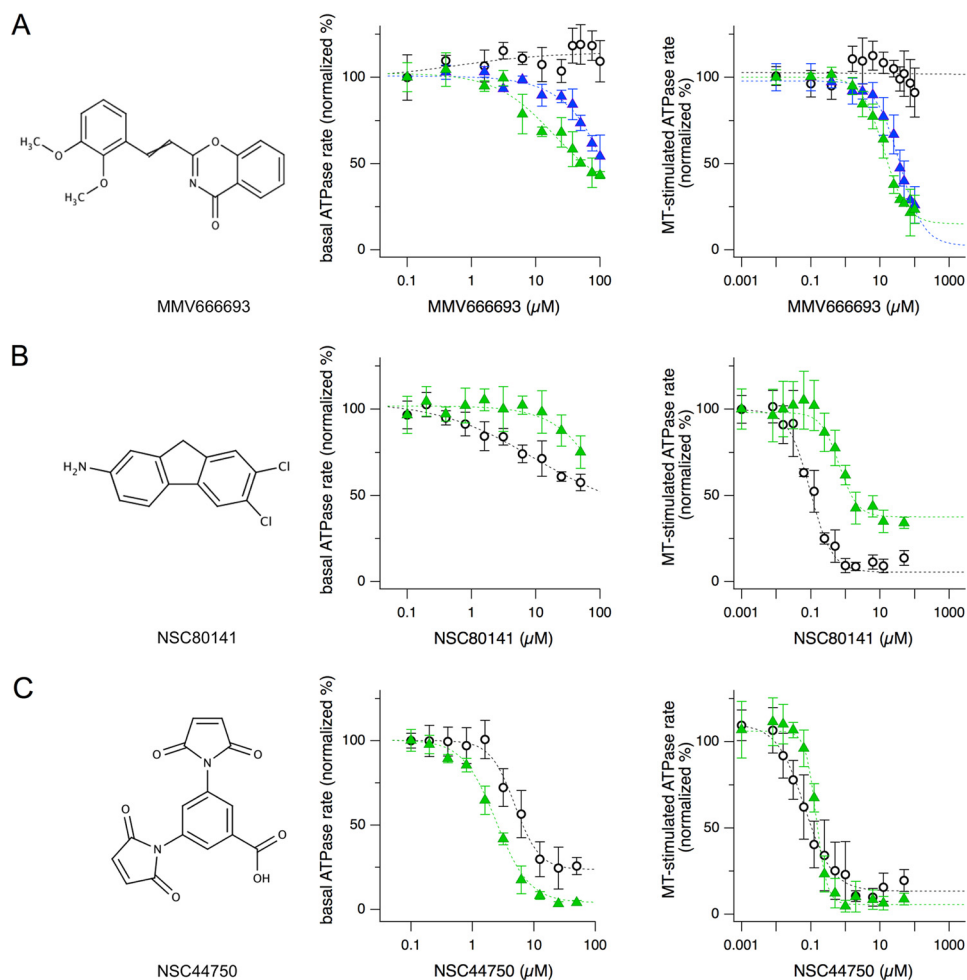 A
H₃C
O
O
H₃C
O
N
O
MMV666693
basal ATPase rate (normalized %)
100
50
0
0.1
1
10
100
MMV666693 (µM)
MT-stimulated ATPase rate
(normalized %)
100
50
0
0.001
0.1
10
1000
MMV666693 (µM)
B
H₂N
Cl
Cl
NSC80141
basal ATPase rate (normalized %)
100
50
0
0.1
1
10
100
NSC80141 (µM)
MT-stimulated ATPase rate
(normalized %)
100
50
0
0.001
0.1
10
1000
NSC80141 (µM)
C
O
O
N
O
N
O
O
OH
NSC44750
basal ATPase rate (normalized %)
100
50
0
0.1
1
10
100
NSC44750 (µM)
MT-stimulated ATPase rate
(normalized %)
100
50
0
0.001
0.1
10
1000
NSC44750 (µM)